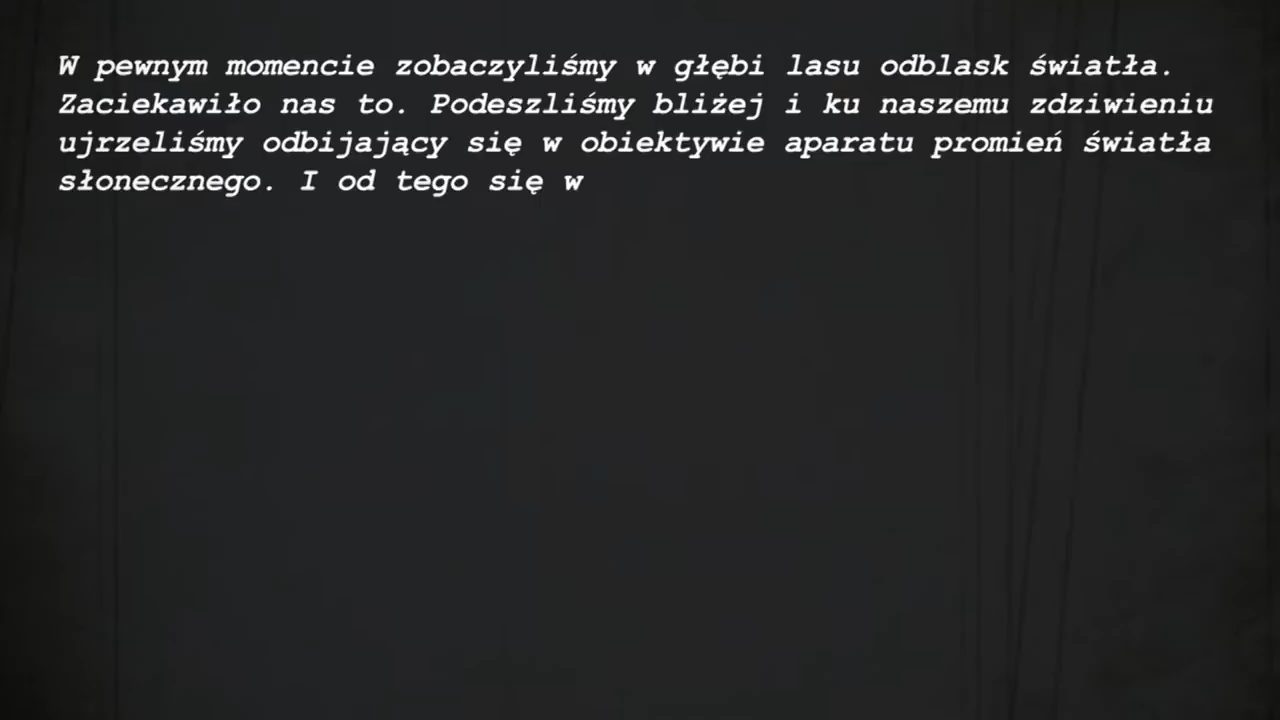 W pewnym momencie zobaczyliśmy w głębi lasu odblask światła.
Zaciekawiło nas to. Podeszliśmy bliżej i ku naszemu zdziwieniu
ujrzeliśmy odbijający się w obiektywie aparatu promień światła
słonecznego. I od tego się w